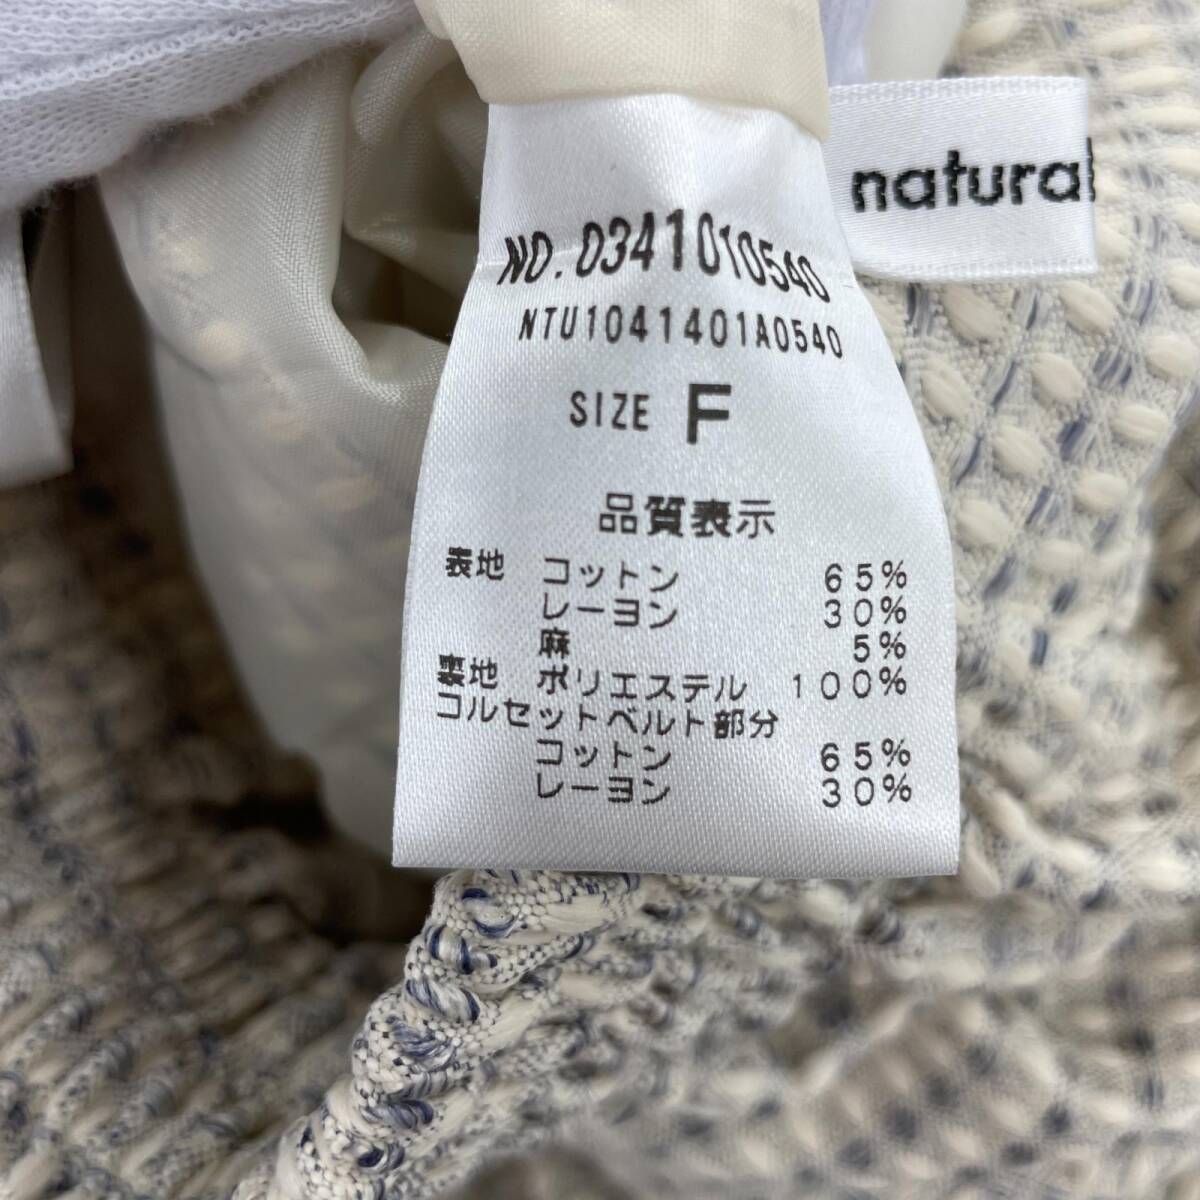 natural
NO.0341010540
NTU1041401A0540
SIZE F
品質表示
表地 コットン 65%
レーヨン 30%
麻 5%
裏地 ポリエステル 100%
コルセットベルト部分
コットン 65%
レーヨン 30%